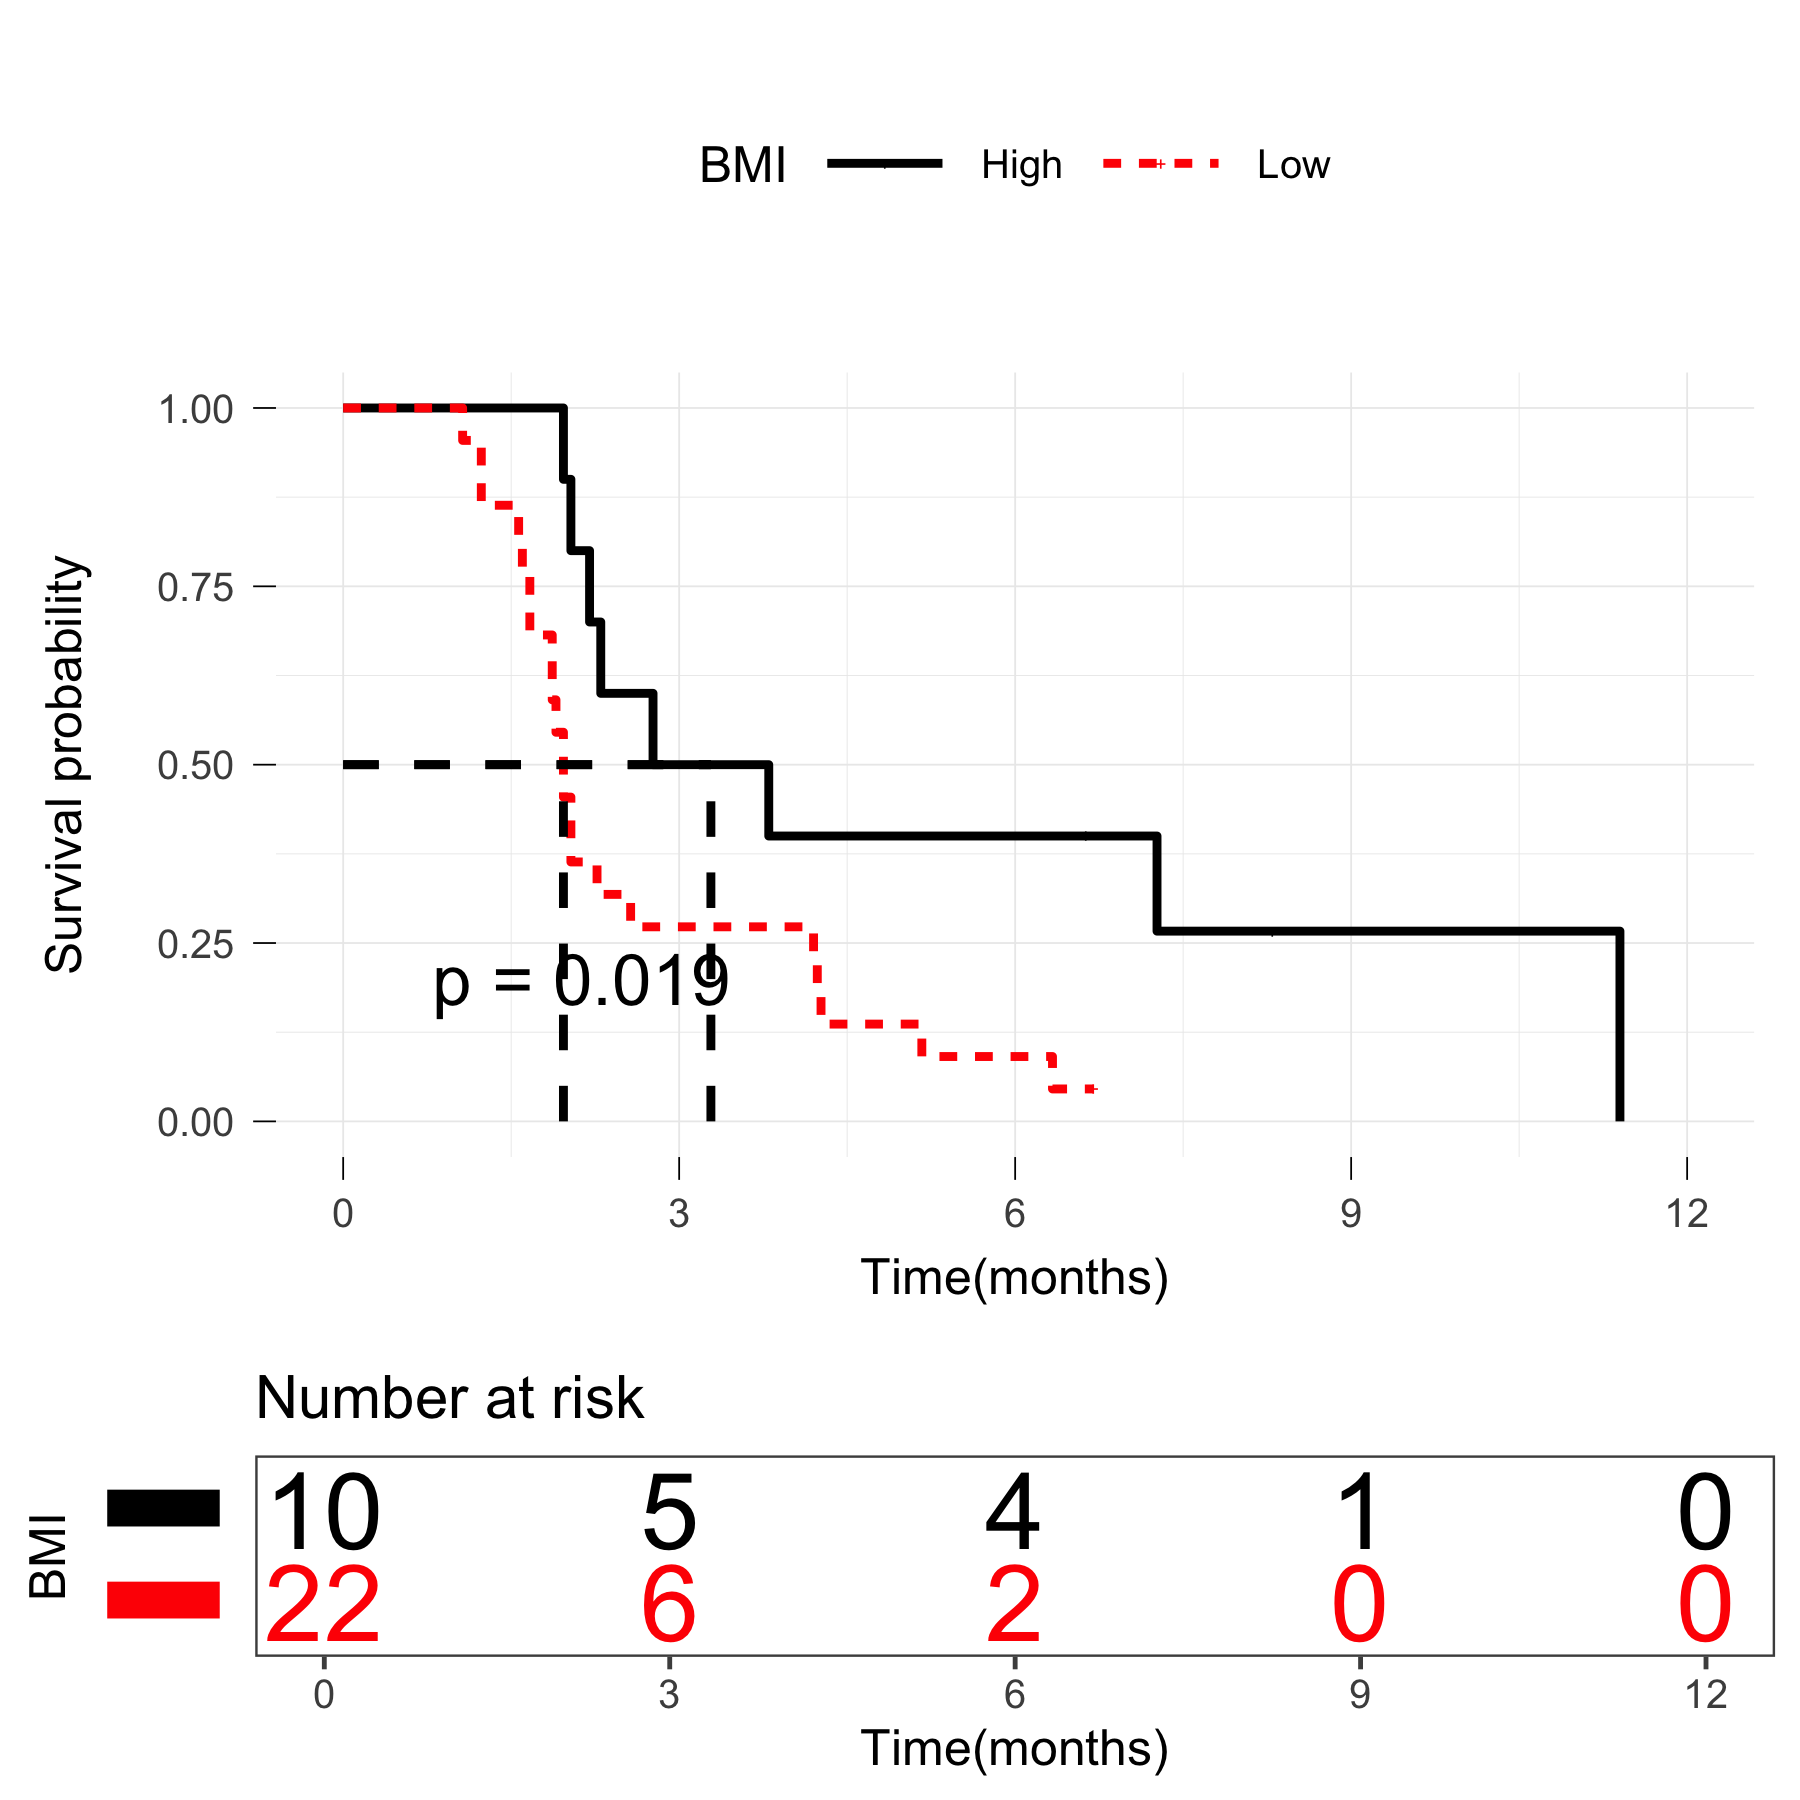 BMI High Low
1.00
0.75
0.50
0.25
0.00
Survival probability
p = 0.019
0 3 6 9 12
Time(months)
Number at risk
BMI
10 5 4 1 0
22 6 2 0 0
0 3 6 9 12
Time(months)